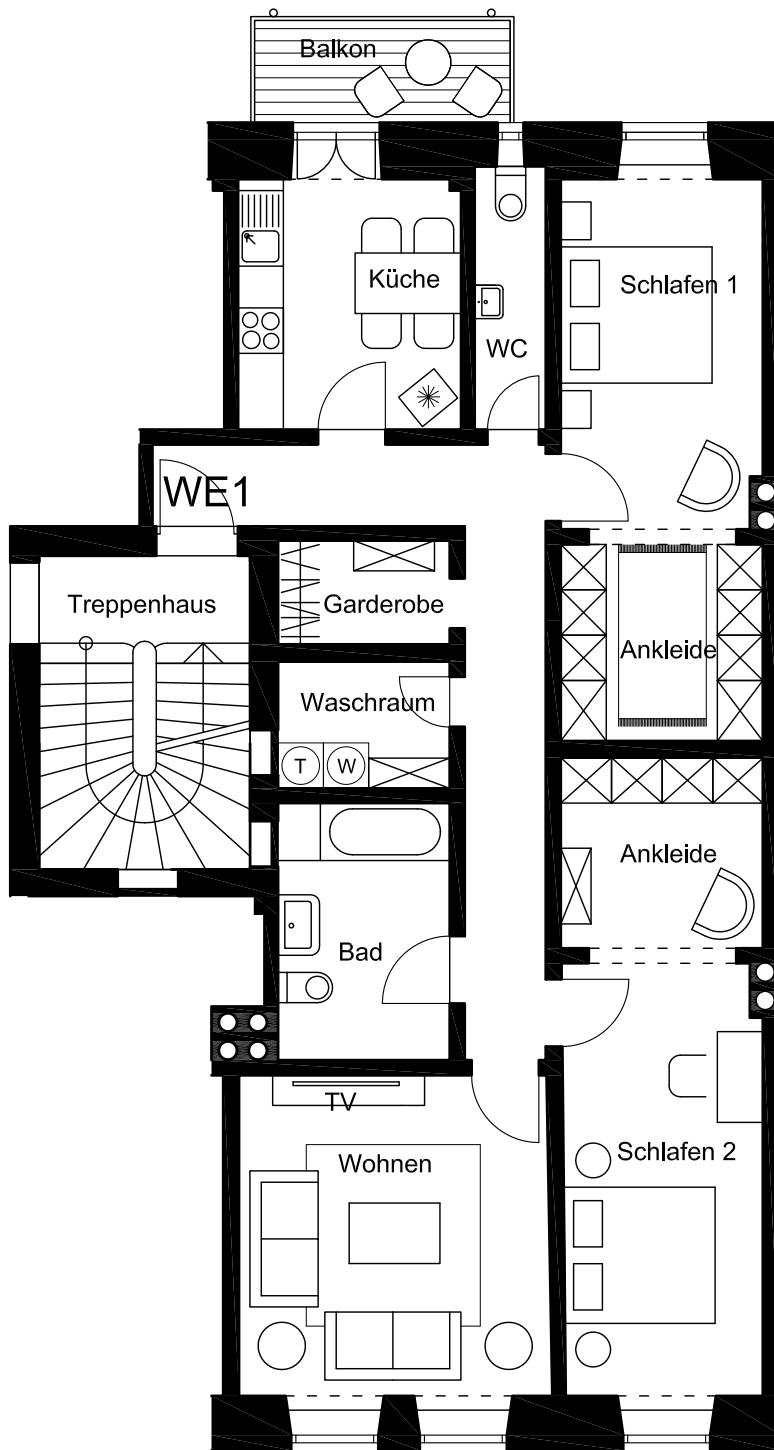 Balkon
Küche
Schlafen 1
WC
WE1
Treppenhaus
Garderobe
Ankleide
Waschraum
T
W
Ankleide
Bad
TV
Wohnen
Schlafen 2